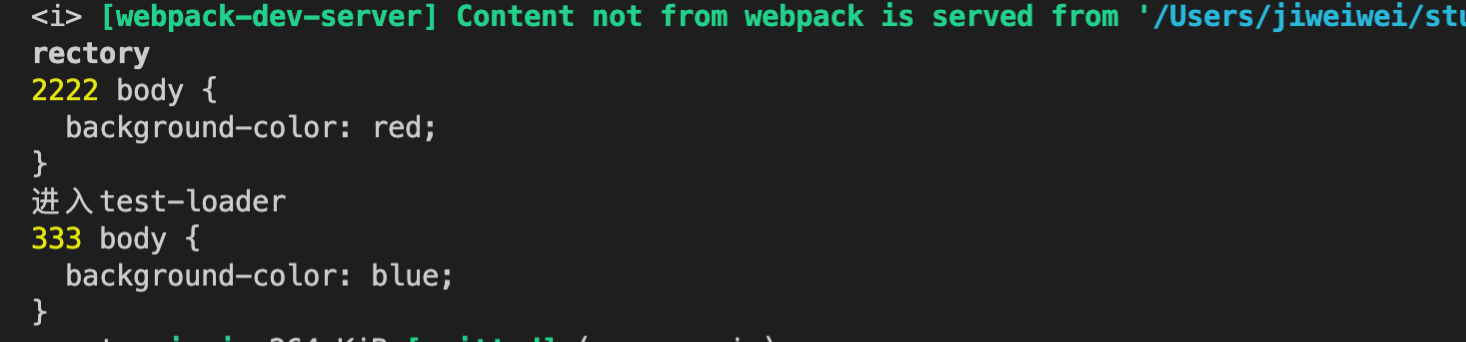 <i> [webpack-dev-server] Content not from webpack is served from '/Users/jiweiwei/stu
rectory
2222 body {
  background-color: red;
}
进入test-loader
333 body {
  background-color: blue;
}